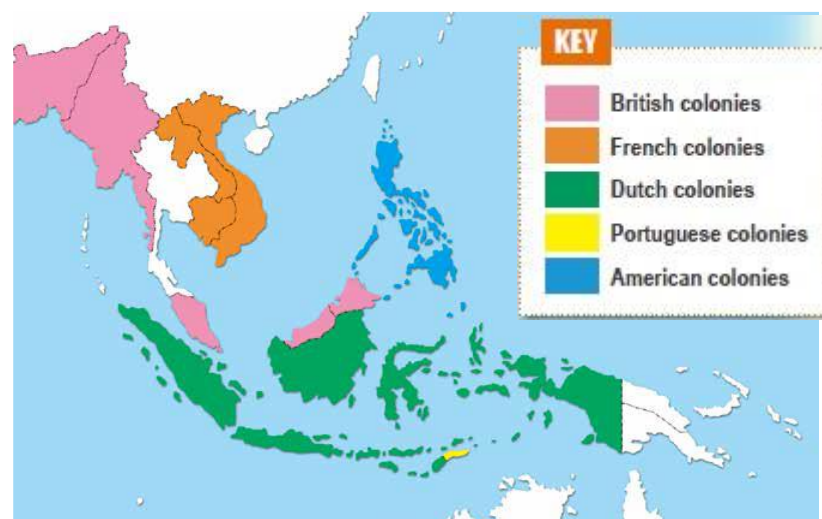 KEY
British colonies
French colonies
Dutch colonies
Portuguese colonies
American colonies